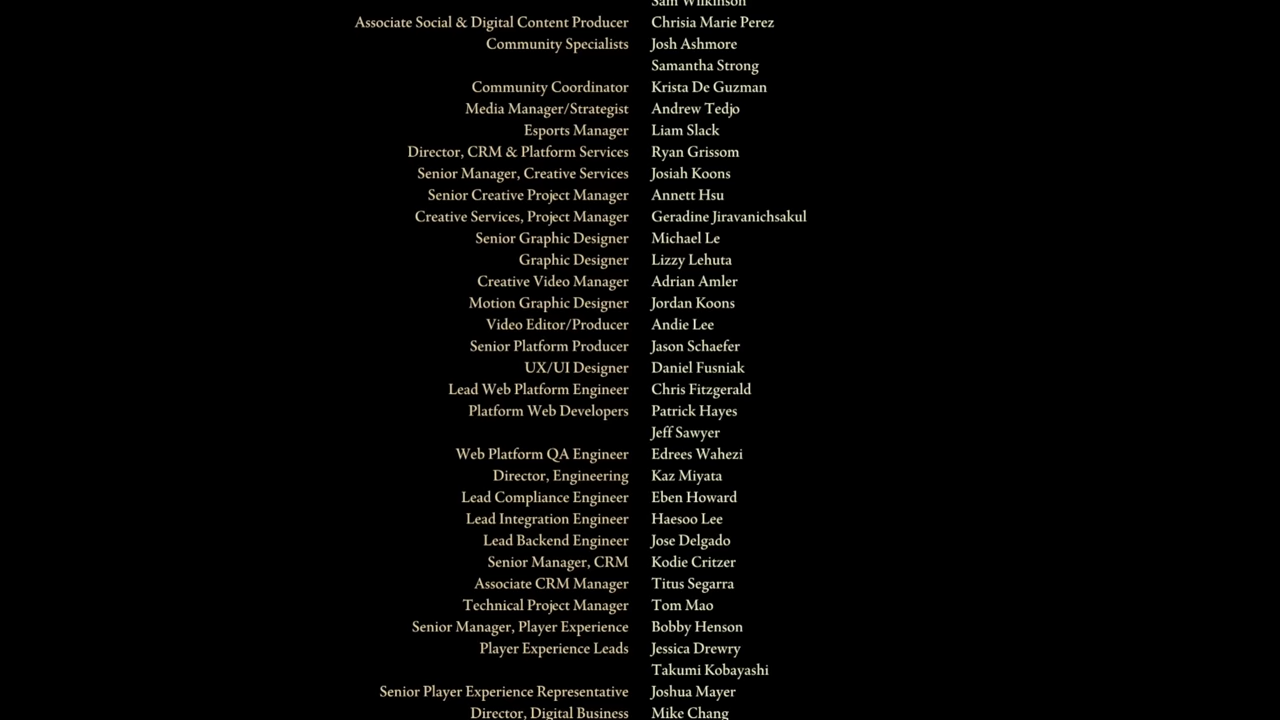 Sam Wilkinson
Associate Social & Digital Content Producer Chrisia Marie Perez
Community Specialists Josh Ashmore
Samantha Strong
Community Coordinator Krista De Guzman
Media Manager/Strategist Andrew Tedjo
Esports Manager Liam Slack
Director, CRM & Platform Services Ryan Grissom
Senior Manager, Creative Services Josiah Koons
Senior Creative Project Manager Annett Hsu
Creative Services, Project Manager Geradine Jiravanichsakul
Senior Graphic Designer Michael Le
Graphic Designer Lizzy Lehuta
Creative Video Manager Adrian Amler
Motion Graphic Designer Jordan Koons
Video Editor/Producer Andie Lee
Senior Platform Producer Jason Schaefer
UX/UI Designer Daniel Fusniak
Lead Web Platform Engineer Chris Fitzgerald
Platform Web Developers Patrick Hayes
Jeff Sawyer
Web Platform QA Engineer Edrees Wahezi
Director, Engineering Kaz Miyata
Lead Compliance Engineer Eben Howard
Lead Integration Engineer Haesoo Lee
Lead Backend Engineer Jose Delgado
Senior Manager, CRM Kodie Critzer
Associate CRM Manager Titus Segarra
Technical Project Manager Tom Mao
Senior Manager, Player Experience Bobby Henson
Player Experience Leads Jessica Drewry
Takumi Kobayashi
Senior Player Experience Representative Joshua Mayer
Director, Digital Business Mike Chang